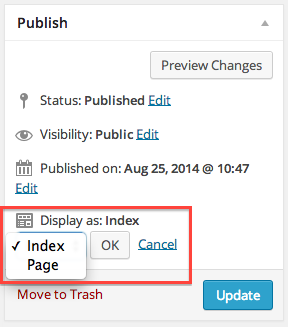 Publish
Preview Changes
Status: Published Edit
Visibility: Public Edit
Published on: Aug 25, 2014 @ 10:47
Edit
Display as: Index
✓ Index
OK Cancel
Page
Move to Trash
Update